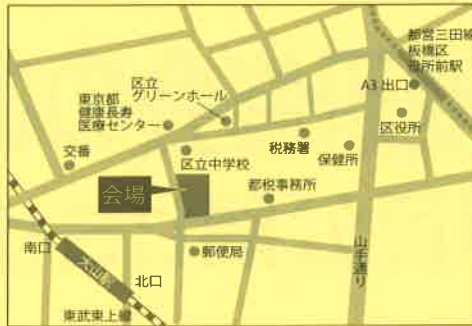 都営三田線
板橋区
役所前駅
A3 出口
区立
グリーンホール
東京都
健康長寿
医療センター
区役所
税務署
保健所
交番
区立中学校
会場
都税事務所
南口
大山駅
郵便局
北口
山手通り
東武東上線